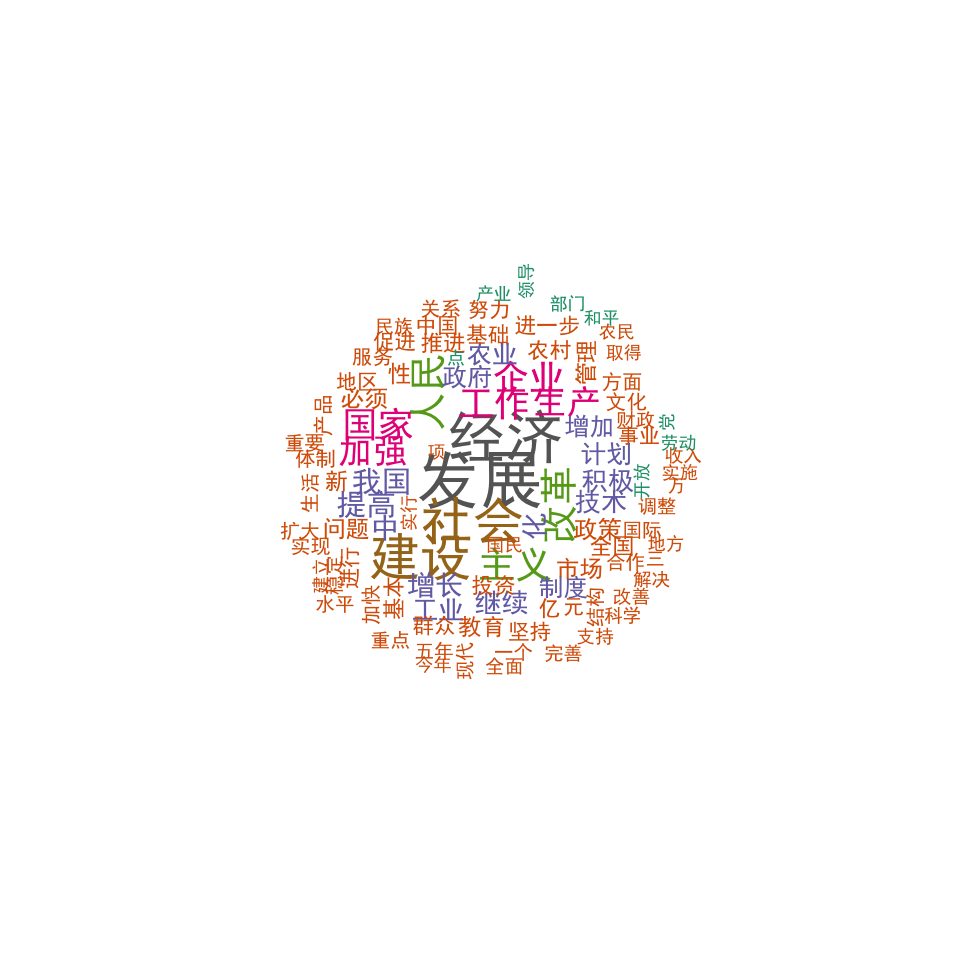 领导
产业
部门
关系 努力
和平
民族 中国
进一步
农民
促进 推进 基础
服务
点 农业
农村 管理
取得
地区
性
人民
政府 企业
方面
必须
工作 生产
文化
产品
国家
增加 财政 党
重要
加强
经济
事业 劳动
体制
项
计划
收入
生活 新 我国
发展
改革
积极 开放 实施
万
提高
技术
调整
实行
扩大 问题 中
社会
化
政策 国际
实现
建设
国民
全国 地方
建立 稳定 进行
主义
市场 合作 三
解决
水平 加快 基本 增长 投资
制度
结构 改善
工业 继续
亿 元
科学
重点 群众 教育 坚持
支持
五年 现代 一个 完善
今年
全面